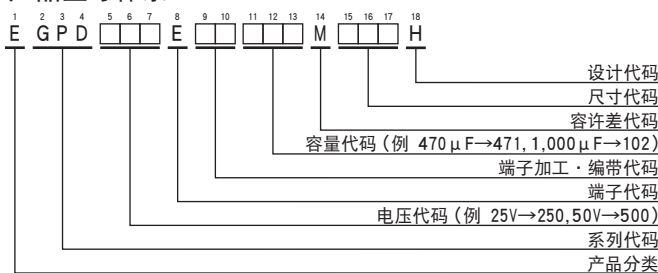 1 2 3 4 5 6 7 8 9 10 11 12 13 14 15 16 17 18
E GPD □□□ E □□ □□□ M □□□ H
设计代码
尺寸代码
容许差代码
容量代码（例 470μF→471, 1,000μF→102）
端子加工・编带代码
端子代码
电压代码（例 25V→250,50V→500）
系列代码
产品分类